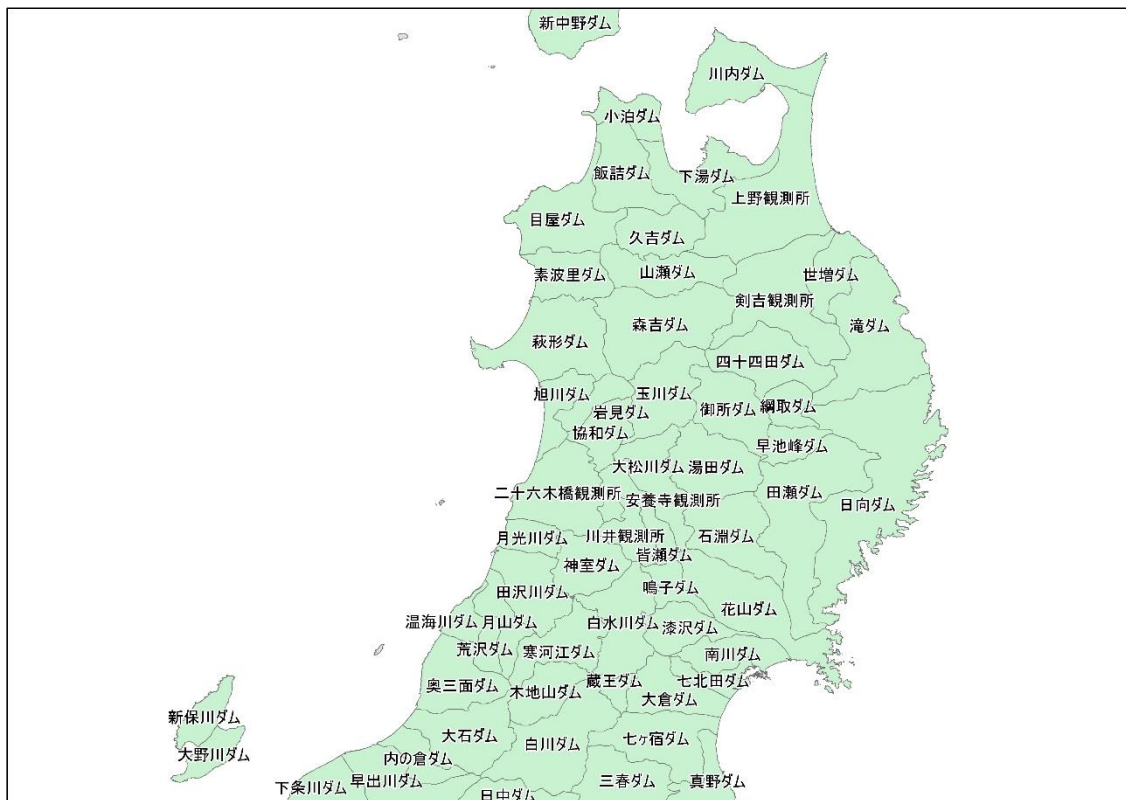 新中野ダム
川内ダム
小泊ダム
飯詰ダム
下湯ダム
上野観測所
目屋ダム
久吉ダム
素波里ダム
山瀬ダム
世増ダム
剣吉観測所
森吉ダム
滝ダム
萩形ダム
四十四田ダム
旭川ダム
玉川ダム
岩見ダム
御所ダム
綱取ダム
協和ダム
早池峰ダム
大松川ダム
湯田ダム
二十六木橋観測所
安養寺観測所
田瀬ダム
日向ダム
月光川ダム
川井観測所
石淵ダム
皆瀬ダム
神室ダム
田沢川ダム
鳴子ダム
花山ダム
温海川ダム
月山ダム
白水川ダム
漆沢ダム
荒沢ダム
寒河江ダム
南川ダム
奥三面ダム
木地山ダム
蔵王ダム
七北田ダム
大倉ダム
新保川ダム
大石ダム
白川ダム
七ヶ宿ダム
大野川ダム
内の倉ダム
下条川ダム
早出川ダム
三春ダム
真野ダム
日中ダム